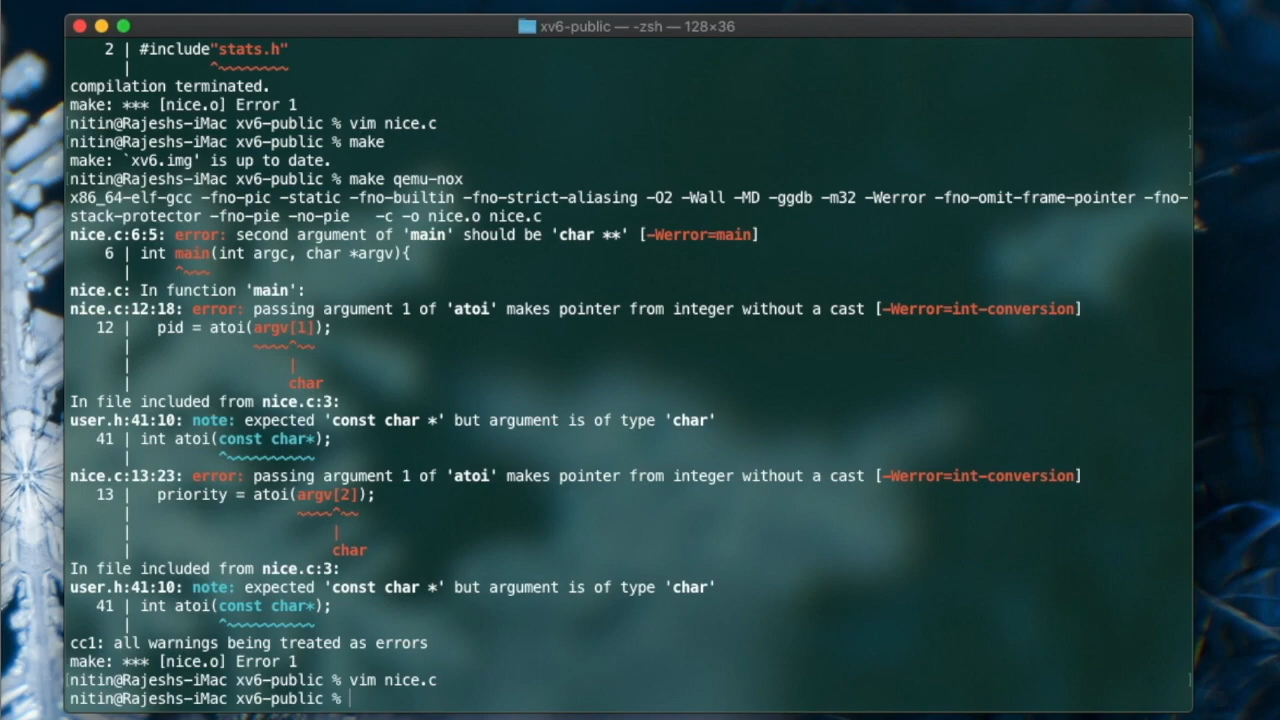 xv6-public — -zsh — 128×36
2 | #include"stats.h"
| ^~~~~~~~~
compilation terminated.
make: *** [nice.o] Error 1
nitin@Rajeshs-iMac xv6-public % vim nice.c
nitin@Rajeshs-iMac xv6-public % make
make: `xv6.img' is up to date.
nitin@Rajeshs-iMac xv6-public % make qemu-nox
x86_64-elf-gcc -fno-pic -static -fno-builtin -fno-strict-aliasing -O2 -Wall -MD -ggdb -m32 -Werror -fno-omit-frame-pointer -fno-
stack-protector -fno-pie -no-pie   -c -o nice.o nice.c
nice.c:6:5: error: second argument of 'main' should be 'char **' [-Werror=main]
6 | int main(int argc, char *argv){
| ^~~~
nice.c: In function 'main':
nice.c:12:18: error: passing argument 1 of 'atoi' makes pointer from integer without a cast [-Werror=int-conversion]
12 |   pid = atoi(argv[1]);
| ~~~~^~~
| |
| char
In file included from nice.c:3:
user.h:41:10: note: expected 'const char *' but argument is of type 'char'
41 | int atoi(const char*);
| ^~~~~~~~~~~
nice.c:13:23: error: passing argument 1 of 'atoi' makes pointer from integer without a cast [-Werror=int-conversion]
13 |   priority = atoi(argv[2]);
| ~~~~^~~
| |
| char
In file included from nice.c:3:
user.h:41:10: note: expected 'const char *' but argument is of type 'char'
41 | int atoi(const char*);
| ^~~~~~~~~~~
cc1: all warnings being treated as errors
make: *** [nice.o] Error 1
nitin@Rajeshs-iMac xv6-public % vim nice.c
nitin@Rajeshs-iMac xv6-public %